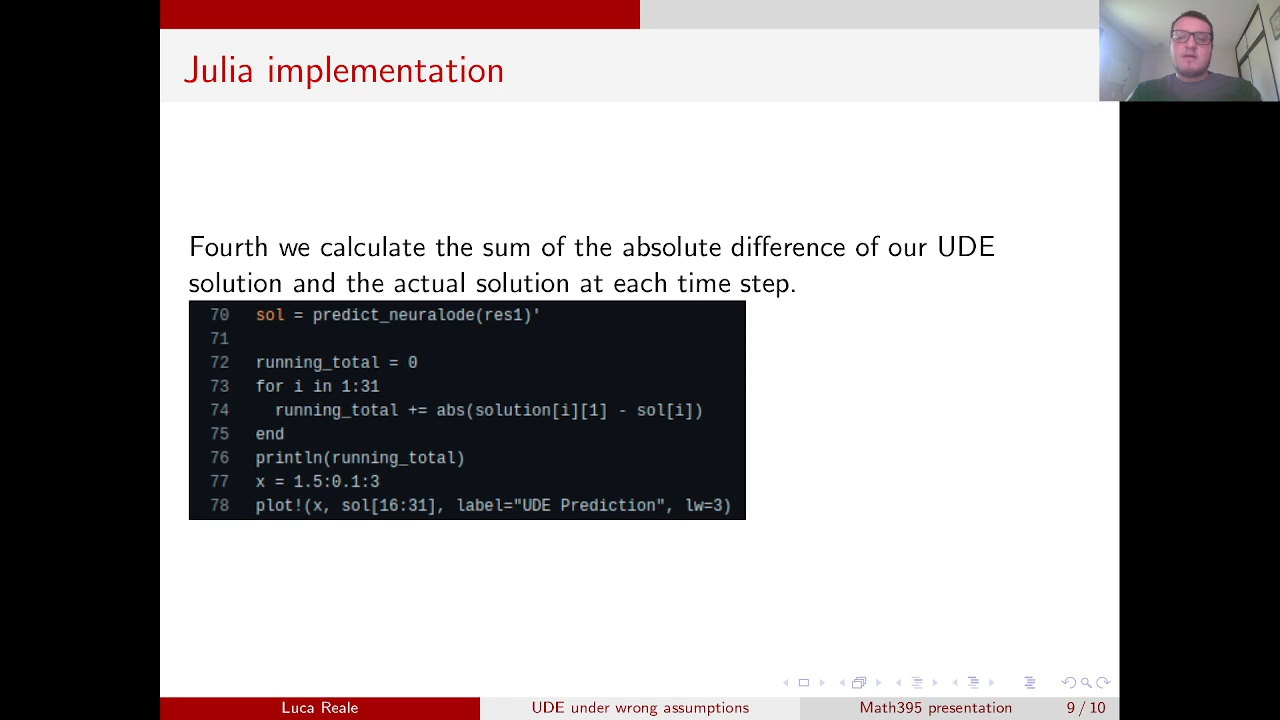 Julia implementation
Fourth we calculate the sum of the absolute difference of our UDE
solution and the actual solution at each time step.
70 sol = predict_neuralode(res1)'
71
72 running_total = 0
73 for i in 1:31
74 running_total += abs(solution[i][1] - sol[i])
75 end
76 println(running_total)
77 x = 1.5:0.1:3
78 plot!(x, sol[16:31], label="UDE Prediction", lw=3)
Luca Reale UDE under wrong assumptions Math395 presentation 9 / 10